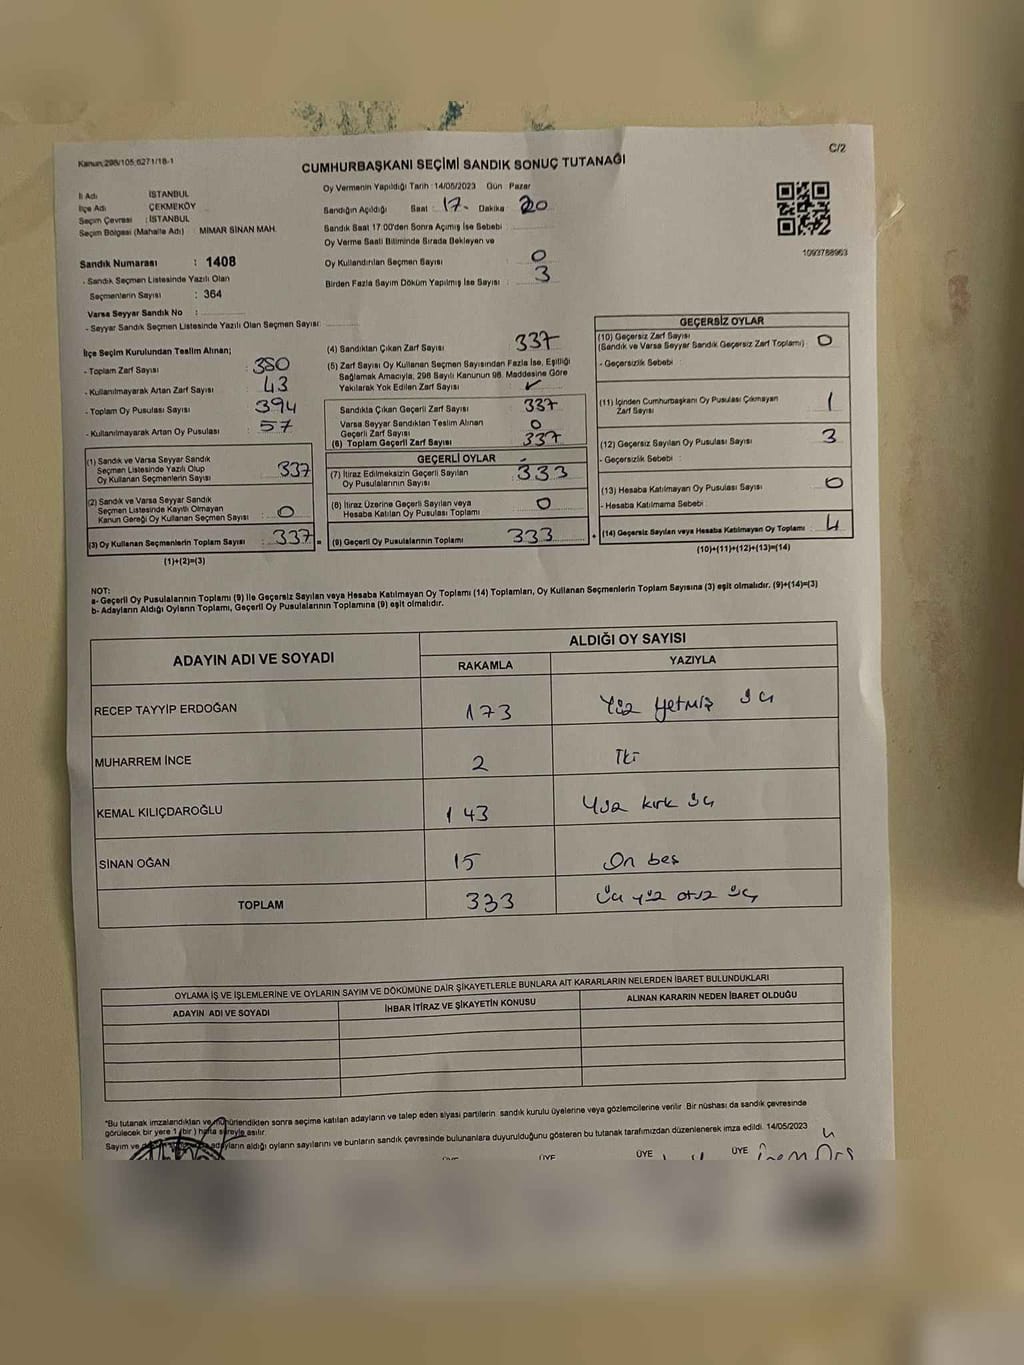 Kanun;298/105;6271/18-1
C/2
CUMHURBAŞKANI SEÇİMİ SANDIK SONUÇ TUTANAĞI
İl Adı : İSTANBUL
İlçe Adı : ÇEKMEKÖY
Seçim Çevresi : İSTANBUL
Seçim Bölgesi (Mahalle Adı) MIMAR SINAN MAH.
Sandık Numarası : 1408
- Sandık Seçmen Listesinde Yazılı Olan
Seçmenlerin Sayısı : 364
Varsa Seyyar Sandık No :
- Seyyar Sandık Seçmen Listesinde Yazılı Olan Seçmen Sayısı:
Oy Vermenin Yapıldığı Tarih : 14/05/2023 Gün Pazar
Sandığın Açıldığı Saat : 17 - Dakika 20
Sandık Saat 17:00'den Sonra Açılmış İse Sebebi :
Oy Verme Saati Bitiminde Sırada Bekleyen ve
Oy Kullandırılan Seçmen Sayısı : 0
Birden Fazla Sayım Döküm Yapılmış İse Sayısı : 3
1093788963
İlçe Seçim Kurulundan Teslim Alınan;
- Toplam Zarf Sayısı : 380
- Kullanılmayarak Artan Zarf Sayısı : 43
- Toplam Oy Pusulası Sayısı : 394
- Kullanılmayarak Artan Oy Pusulası : 57
(1) Sandık ve Varsa Seyyar Sandık
Seçmen Listesinde Yazılı Olup
Oy Kullanan Seçmenlerin Sayısı : 337
(2) Sandık ve Varsa Seyyar Sandık
Seçmen Listesinde Kayıtlı Olmayan
Kanun Gereği Oy Kullanan Seçmen Sayısı : 0
(3) Oy Kullanan Seçmenlerin Toplam Sayısı : 337
(1)+(2)=(3)
(4) Sandıktan Çıkan Zarf Sayısı : 337
(5) Zarf Sayısı Oy Kullanan Seçmen Sayısından Fazla İse, Eşitliği
Sağlamak Amacıyla, 298 Sayılı Kanunun 98. Maddesine Göre
Yakılarak Yok Edilen Zarf Sayısı :
Sandıkta Çıkan Geçerli Zarf Sayısı : 337
Varsa Seyyar Sandıktan Teslim Alınan
Geçerli Zarf Sayısı : 0
(6) Toplam Geçerli Zarf Sayısı : 337
GEÇERLİ OYLAR
(7) İtiraz Edilmeksizin Geçerli Sayılan
Oy Pusulalarının Sayısı : 333
(8) İtiraz Üzerine Geçerli Sayılan veya
Hesaba Katılan Oy Pusulası Toplamı : 0
(9) Geçerli Oy Pusulalarının Toplamı : 333
GEÇERSİZ OYLAR
(10) Geçersiz Zarf Sayısı
(Sandık ve Varsa Seyyar Sandık Geçersiz Zarf Toplamı) : 0
- Geçersizlik Sebebi :
(11) İçinden Cumhurbaşkanı Oy Pusulası Çıkmayan
Zarf Sayısı : 1
(12) Geçersiz Sayılan Oy Pusulası Sayısı : 3
- Geçersizlik Sebebi :
(13) Hesaba Katılmayan Oy Pusulası Sayısı : 0
- Hesaba Katılmama Sebebi :
(14) Geçersiz Sayılan veya Hesaba Katılmayan Oy Toplamı : 4
(10)+(11)+(12)+(13)=(14)
NOT:
a- Geçerli Oy Pusulalarının Toplamı (9) ile Geçersiz Sayılan veya Hesaba Katılmayan Oy Toplamı (14) Toplamları, Oy Kullanan Seçmenlerin Toplam Sayısına (3) eşit olmalıdır. (9)+(14)=(3)
b- Adayların Aldığı Oyların Toplamı, Geçerli Oy Pusulalarının Toplamına (9) eşit olmalıdır.
ADAYIN ADI VE SOYADI
ALDIĞI OY SAYISI
RAKAMLA YAZIYLA
RECEP TAYYİP ERDOĞAN 173 Yüz Yetmiş üç
MUHARREM İNCE 2 İki
KEMAL KILIÇDAROĞLU 143 Yüz kırk üç
SİNAN OĞAN 15 On beş
TOPLAM 333 Üç yüz otuz üç
OYLAMA İŞ VE İŞLEMLERİNE VE OYLARIN SAYIM VE DÖKÜMÜNE DAİR ŞİKAYETLERLE BUNLARA AİT KARARLARIN NELERDEN İBARET BULUNDUKLARI
ADAYIN ADI VE SOYADI İHBAR İTİRAZ VE ŞİKAYETİN KONUSU ALINAN KARARIN NEDEN İBARET OLDUĞU
"Bu tutanak imzalandıktan ve mühürlendikten sonra seçime katılan adayların ve talep eden siyasi partilerin sandık kurulu üyelerine veya gözlemcilerine verilir. Bir nüshası da sandık çevresinde
görülecek bir yere 1 (bir) hafta süreyle asılır.
Sayım ve adayların aldığı oyların sayılarını ve bunların sandık çevresinde bulunanlara duyurulduğunu gösteren bu tutanak tarafımızdan düzenlenerek imza edildi. 14/05/2023
ÜYE ÜYE ÜYE ÜYE